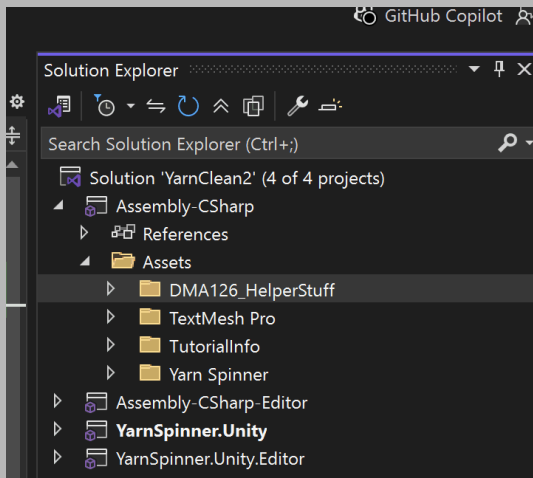 GitHub Copilot
Solution Explorer
Search Solution Explorer (Ctrl+;)
Solution 'YarnClean2' (4 of 4 projects)
Assembly-CSharp
References
Assets
DMA126_HelperStuff
TextMesh Pro
TutorialInfo
Yarn Spinner
Assembly-CSharp-Editor
YarnSpinner.Unity
YarnSpinner.Unity.Editor